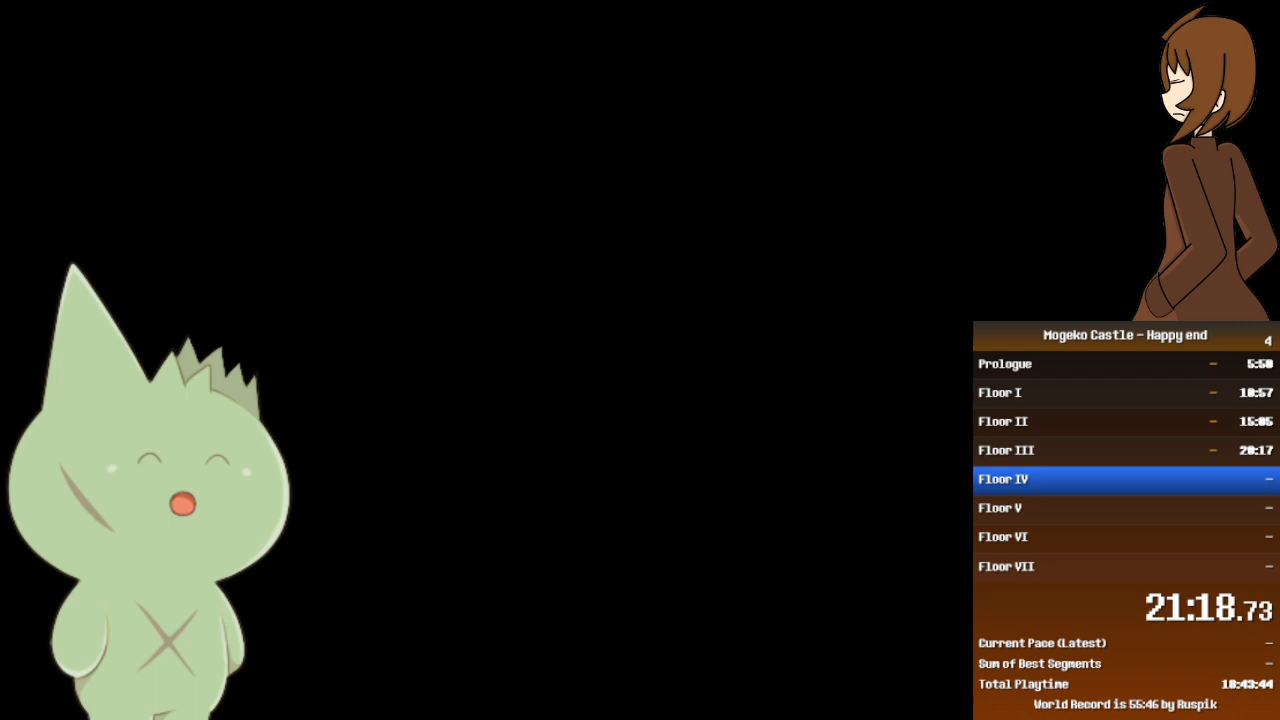 Mogeko Castle - Happy end
4
Prologue - 5:50
Floor I - 10:57
Floor II - 15:05
Floor III - 20:17
Floor IV -
Floor V -
Floor VI -
Floor VII -
21:18.73
Current Pace (Latest) -
Sum of Best Segments -
Total Playtime 10:43:44
World Record is 55:46 by Ruspik